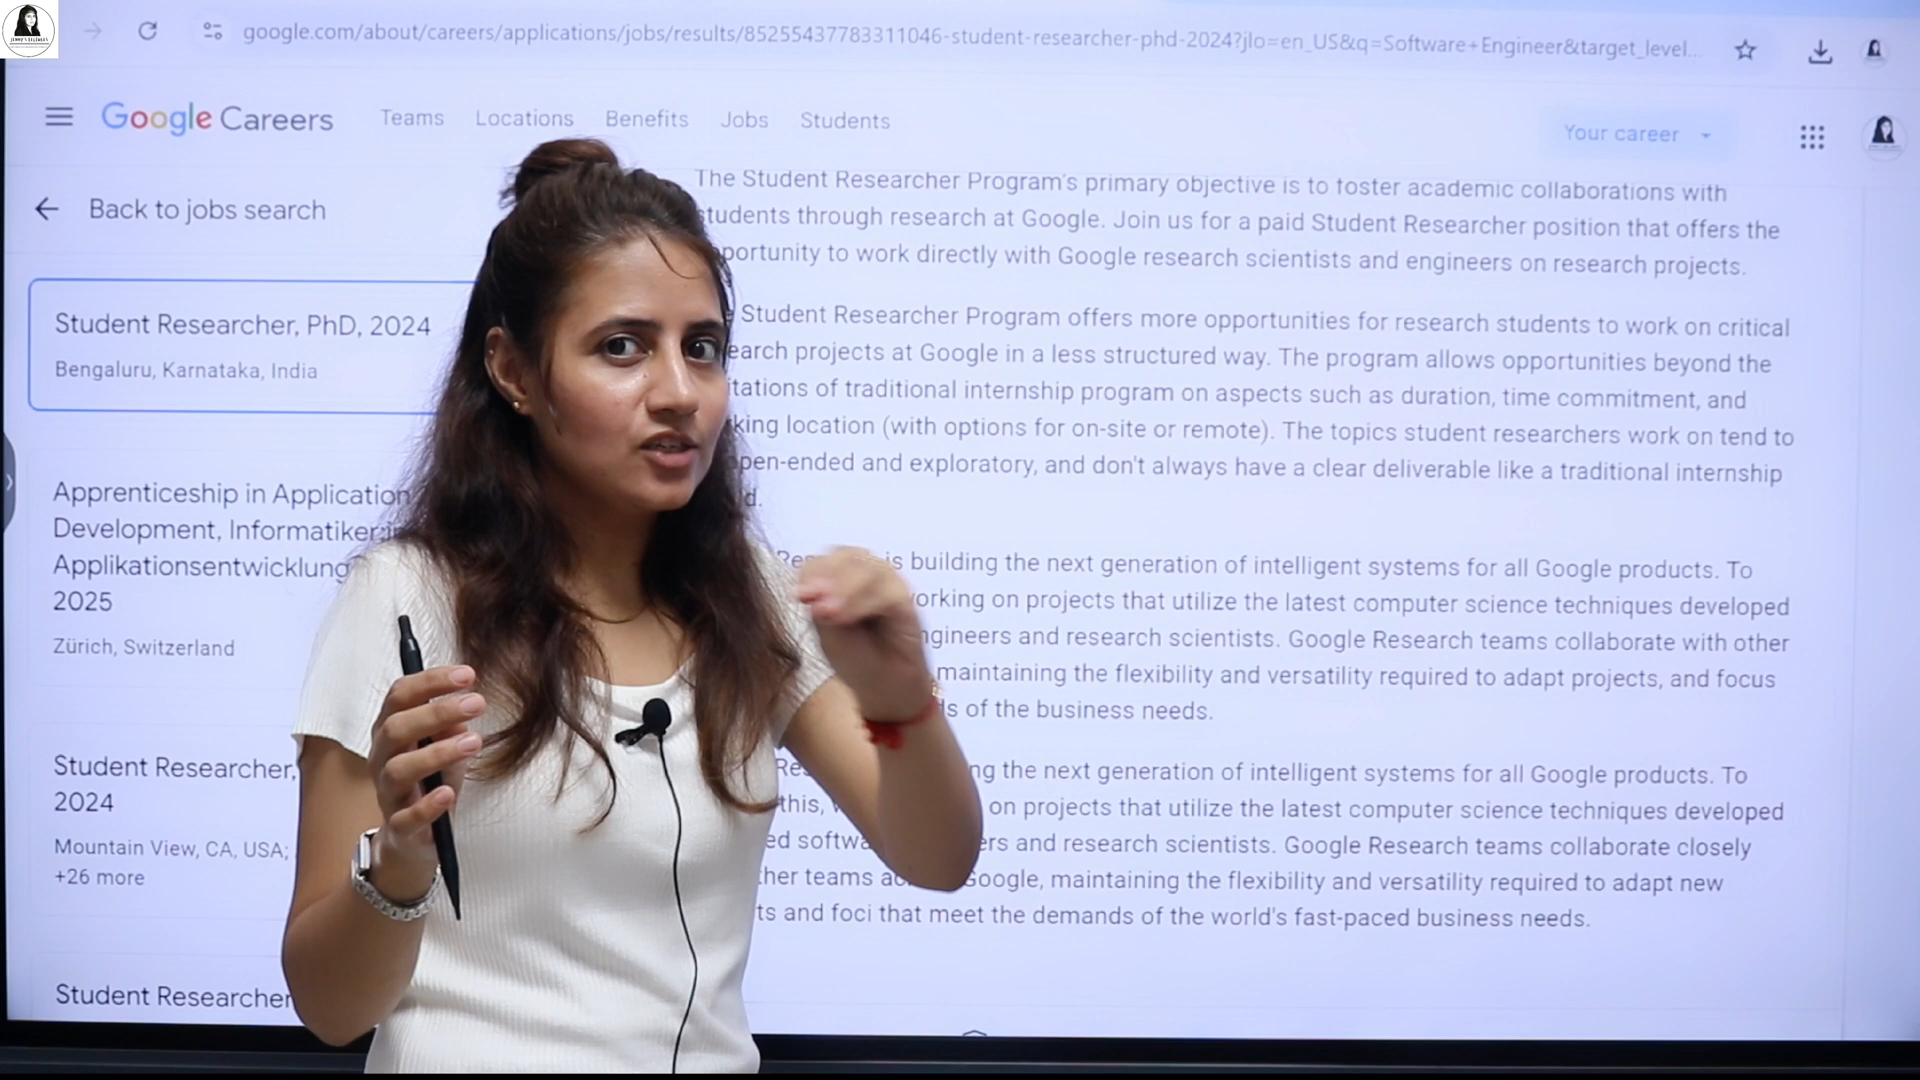 JENNY'S LECTURES
google.com/about/careers/applications/jobs/results/85255437783311046-student-researcher-phd-2024?jlo=en_US&q=Software+Engineer&target_level...
Google Careers
Teams
Locations
Benefits
Jobs
Students
Your career
Back to jobs search
Student Researcher, PhD, 2024
Bengaluru, Karnataka, India
Apprenticeship in Application
Development, Informatiker:in
Applikationsentwicklung
2025
Zürich, Switzerland
Student Researcher,
2024
Mountain View, CA, USA;
+26 more
Student Researcher
The Student Researcher Program's primary objective is to foster academic collaborations with
students through research at Google. Join us for a paid Student Researcher position that offers the
portunity to work directly with Google research scientists and engineers on research projects.
Student Researcher Program offers more opportunities for research students to work on critical
earch projects at Google in a less structured way. The program allows opportunities beyond the
itations of traditional internship program on aspects such as duration, time commitment, and
king location (with options for on-site or remote). The topics student researchers work on tend to
pen-ended and exploratory, and don't always have a clear deliverable like a traditional internship
d.
is building the next generation of intelligent systems for all Google products. To
orking on projects that utilize the latest computer science techniques developed
ngineers and research scientists. Google Research teams collaborate with other
maintaining the flexibility and versatility required to adapt projects, and focus
ds of the business needs.
ng the next generation of intelligent systems for all Google products. To
this, on projects that utilize the latest computer science techniques developed
ed softwa ers and research scientists. Google Research teams collaborate closely
her teams ac Google, maintaining the flexibility and versatility required to adapt new
ts and foci that meet the demands of the world's fast-paced business needs.